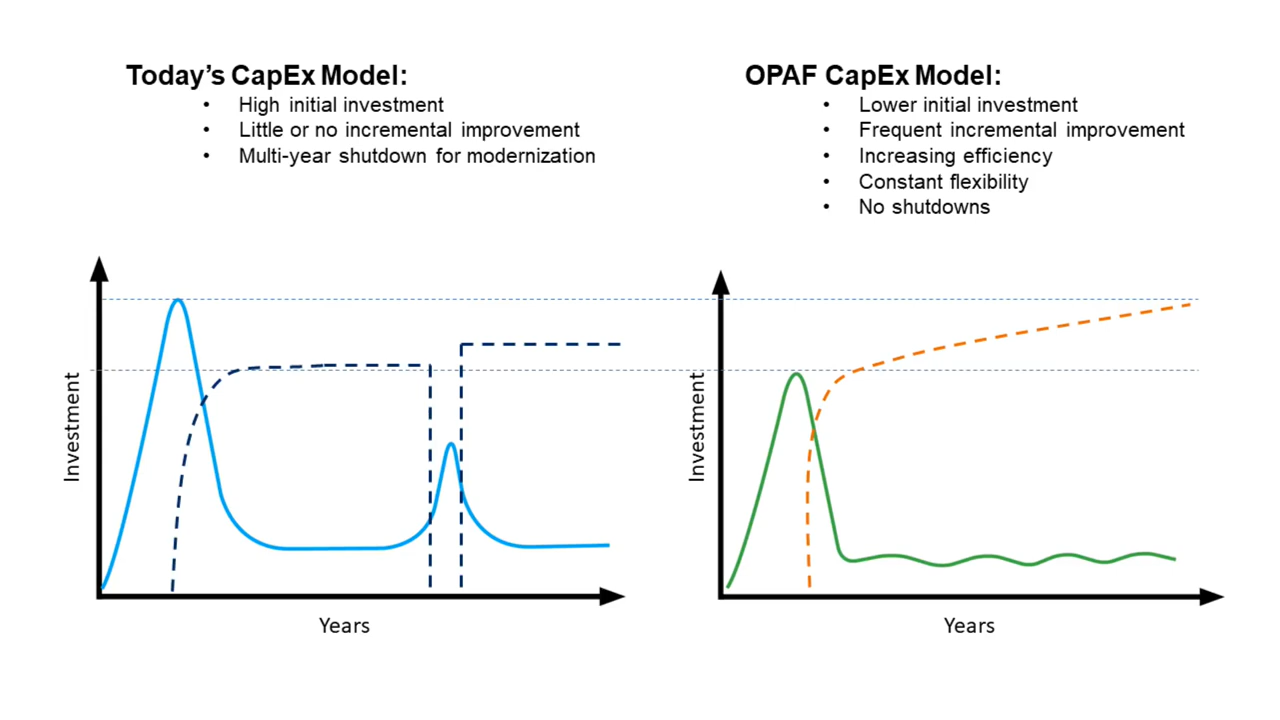 Today’s CapEx Model:
• High initial investment
• Little or no incremental improvement
• Multi-year shutdown for modernization
OPAF CapEx Model:
• Lower initial investment
• Frequent incremental improvement
• Increasing efficiency
• Constant flexibility
• No shutdowns
Investment
Years
Investment
Years